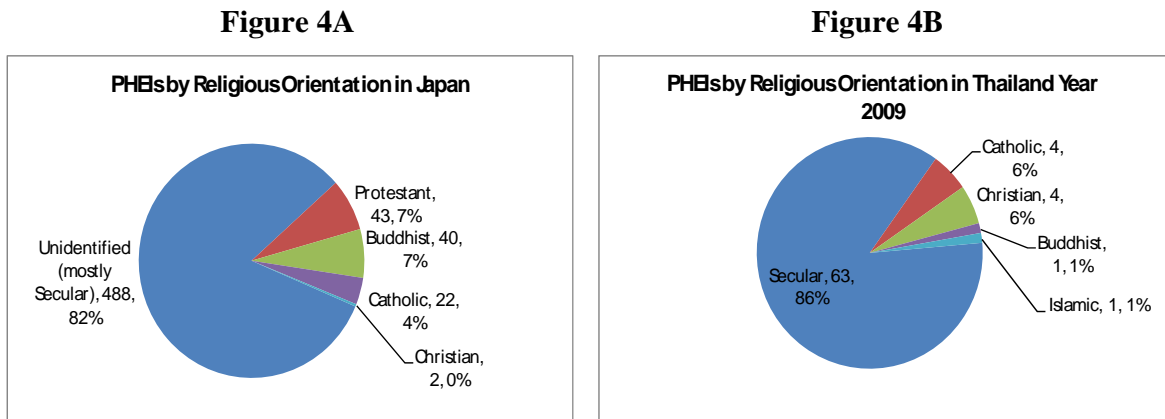 Figure 4A
PHEIs by Religious Orientation in Japan
Protestant,
43, 7%
Buddhist, 40,
7%
Catholic, 22,
4%
Christian,
2, 0%
Unidentified
(mostly
Secular), 488,
82%
Figure 4B
PHEIs by Religious Orientation in Thailand Year
2009
Catholic, 4,
6%
Christian, 4,
6%
Buddhist,
1, 1%
Islamic, 1, 1%
Secular, 63,
86%